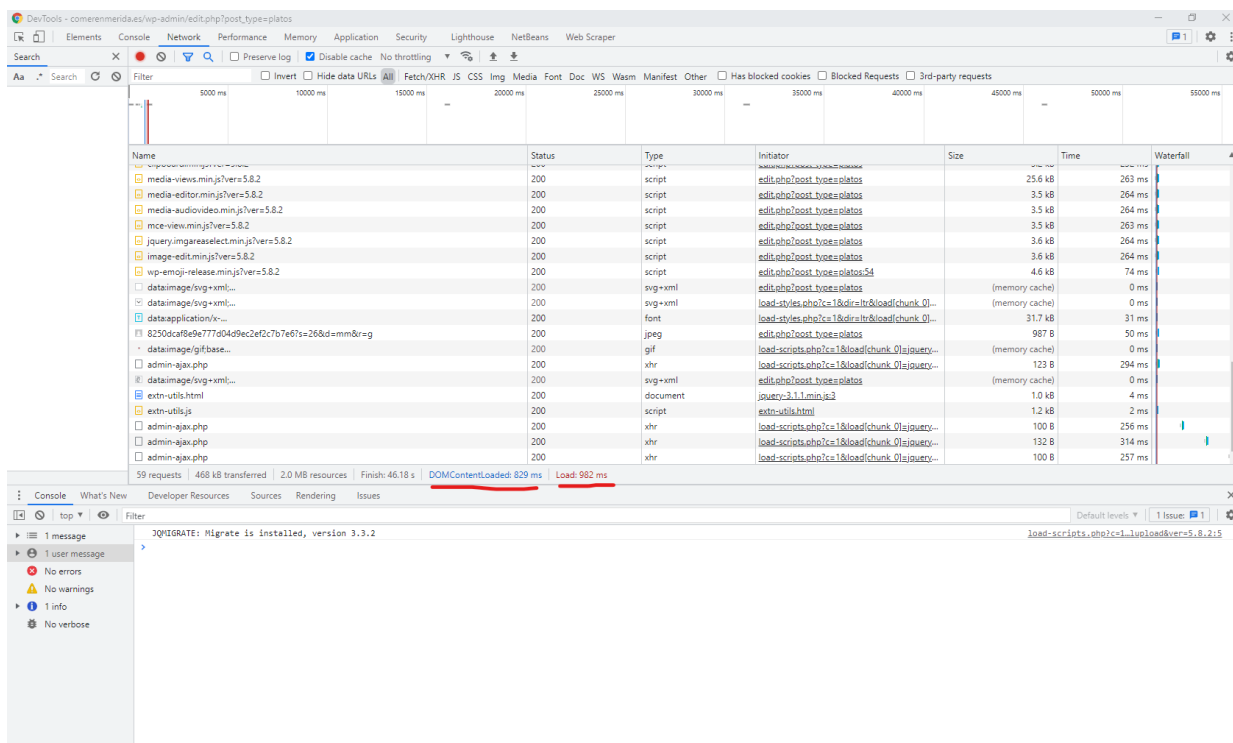 DevTools - comerenmerida.es/wp-admin/edit.php?post_type=platos
Elements Console Network Performance Memory Application Security Lighthouse NetBeans Web Scraper 1
Search Preserve log Disable cache No throttling
Aa .* Search Filter Invert Hide data URLs All Fetch/XHR JS CSS Img Media Font Doc WS Wasm Manifest Other Has blocked cookies Blocked Requests 3rd-party requests
5000 ms 10000 ms 15000 ms 20000 ms 25000 ms 30000 ms 35000 ms 40000 ms 45000 ms 50000 ms 55000 ms
Name Status Type Initiator Size Time Waterfall
media-views.min.js?ver=5.8.2 200 script edit.php?post_type=platos 25.6 kB 263 ms
media-editor.min.js?ver=5.8.2 200 script edit.php?post_type=platos 3.5 kB 264 ms
media-audiovideo.min.js?ver=5.8.2 200 script edit.php?post_type=platos 3.5 kB 264 ms
mce-view.min.js?ver=5.8.2 200 script edit.php?post_type=platos 3.5 kB 263 ms
jquery.imgareaselect.min.js?ver=5.8.2 200 script edit.php?post_type=platos 3.6 kB 264 ms
image-edit.min.js?ver=5.8.2 200 script edit.php?post_type=platos 3.6 kB 264 ms
wp-emoji-release.min.js?ver=5.8.2 200 script edit.php?post_type=platos:54 4.6 kB 74 ms
data:image/svg+xml;... 200 svg+xml edit.php?post_type=platos (memory cache) 0 ms
data:image/svg+xml;... 200 svg+xml load-styles.php?c=1&dir=ltr&load[chunk_0]... (memory cache) 0 ms
data:application/x-... 200 font load-styles.php?c=1&dir=ltr&load[chunk_0]... 31.7 kB 31 ms
8250dcaf8e9e777d04d9ec2ef2c7b7e6?s=26&d=mm&r=g 200 jpeg edit.php?post_type=platos 987 B 50 ms
data:image/gif;base... 200 gif load-scripts.php?c=1&load[chunk_0]=jquery... (memory cache) 0 ms
admin-ajax.php 200 xhr load-scripts.php?c=1&load[chunk_0]=jquery... 123 B 294 ms
data:image/svg+xml;... 200 svg+xml edit.php?post_type=platos (memory cache) 0 ms
extn-utils.html 200 document jquery-3.1.1.min.js:3 1.0 kB 4 ms
extn-utils.js 200 script extn-utils.html 1.2 kB 2 ms
admin-ajax.php 200 xhr load-scripts.php?c=1&load[chunk_0]=jquery... 100 B 256 ms
admin-ajax.php 200 xhr load-scripts.php?c=1&load[chunk_0]=jquery... 132 B 314 ms
admin-ajax.php 200 xhr load-scripts.php?c=1&load[chunk_0]=jquery... 100 B 257 ms
59 requests 468 kB transferred 2.0 MB resources Finish: 46.18 s DOMContentLoaded: 829 ms Load: 982 ms
Console What's New Developer Resources Sources Rendering Issues
top Filter Default levels 1 Issue: 1
1 message JQMIGRATE: Migrate is installed, version 3.3.2 load-scripts.php?c=1…lupload&ver=5.8.2:5
1 user message
No errors
No warnings
1 info
No verbose